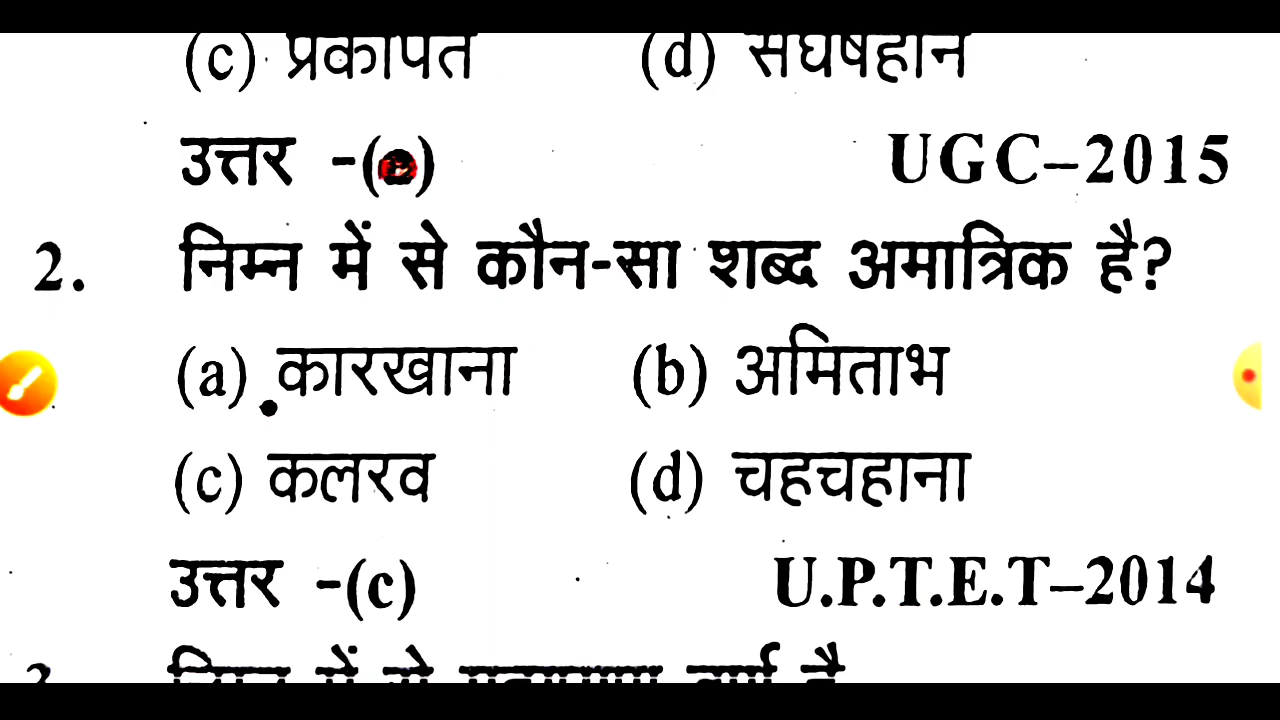 (c) प्रकंपित (d) संघर्षहीन
उत्तर -( )
UGC–2015
2. निम्न में से कौन-सा शब्द अमात्रिक है?
(a) कारखाना (b) अमिताभ
(c) कलरव (d) चहचहाना
उत्तर -(c)
U.P.T.E.T–2014
निम्न में से